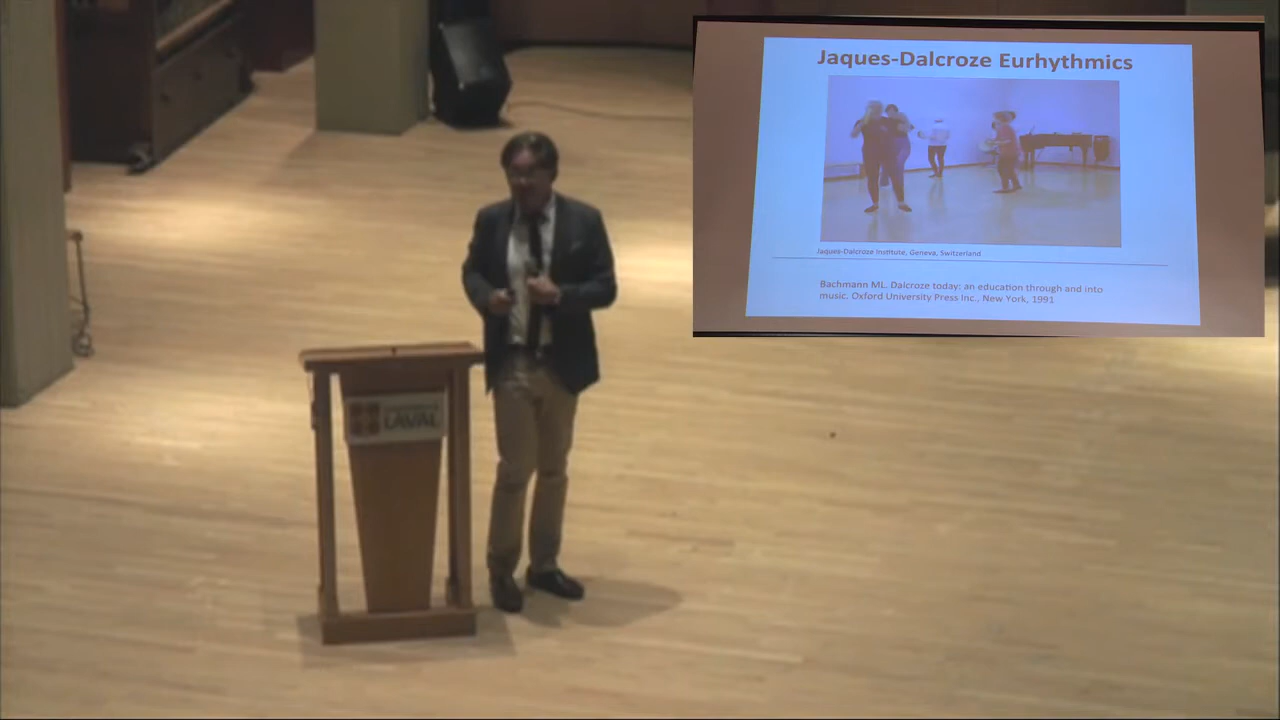 Jaques-Dalcroze Eurhythmics
Jaques-Dalcroze Institute, Geneva, Switzerland
Bachmann ML. Dalcroze today: an education through and into
music. Oxford University Press Inc., New York, 1991
LAVAL